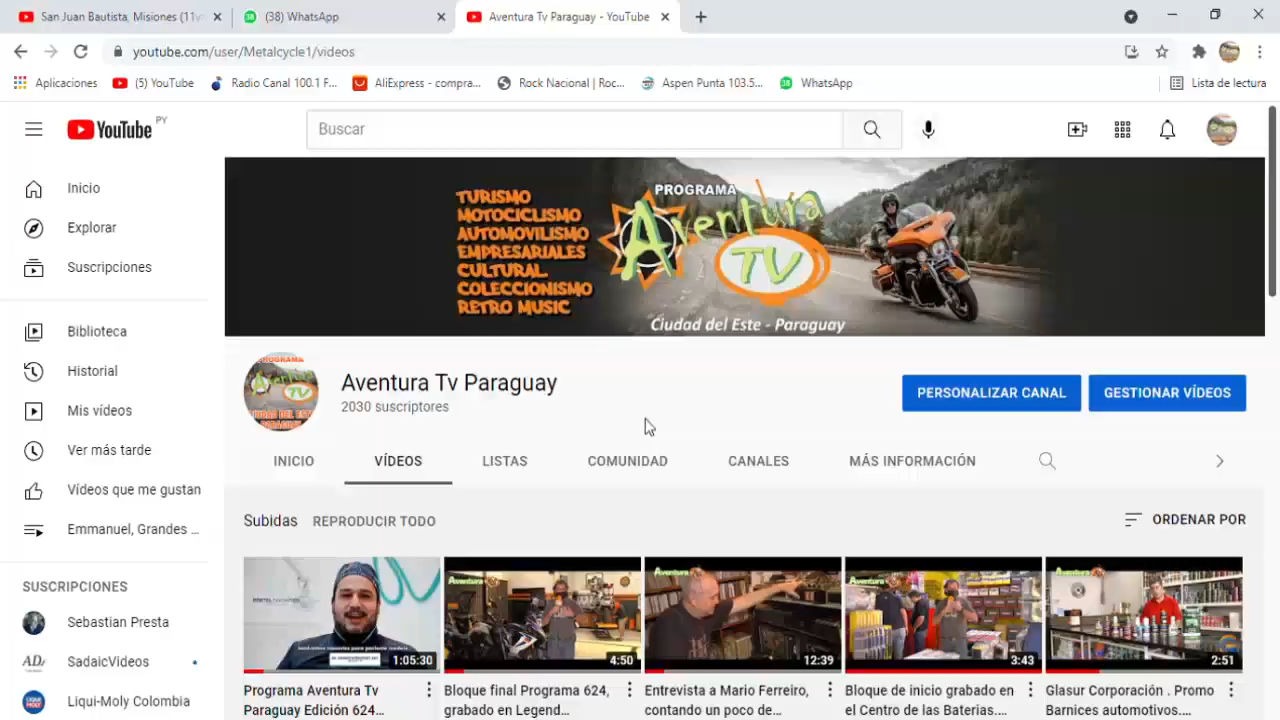 San Juan Bautista, Misiones (11v
(38) WhatsApp
Aventura Tv Paraguay - YouTube
youtube.com/user/Metalcycle1/videos
Aplicaciones
(5) YouTube
Radio Canal 100.1 F...
AliExpress - compra...
Rock Nacional | Roc...
Aspen Punta 103.5...
WhatsApp
Lista de lectura
YouTube PY
Buscar
Inicio
Explorar
Suscripciones
Biblioteca
Historial
Mis vídeos
Ver más tarde
Vídeos que me gustan
Emmanuel, Grandes ...
SUSCRIPCIONES
Sebastian Presta
SadaicVideos
Liqui-Moly Colombia
TURISMO
MOTOCICLISMO
AUTOMOVILISMO
EMPRESARIALES
CULTURAL
COLECCIONISMO
RETRO MUSIC
PROGRAMA
Aventura
TV
Ciudad del Este - Paraguay
Aventura Tv Paraguay
2030 suscriptores
PERSONALIZAR CANAL
GESTIONAR VÍDEOS
INICIO
VÍDEOS
LISTAS
COMUNIDAD
CANALES
MÁS INFORMACIÓN
Subidas
REPRODUCIR TODO
ORDENAR POR
1:05:30
Programa Aventura Tv
Paraguay Edición 624...
4:50
Bloque final Programa 624,
grabado en Legend...
12:39
Entrevista a Mario Ferreiro,
contando un poco de...
3:43
Bloque de inicio grabado en
el Centro de las Baterias....
2:51
Glasur Corporación . Promo
Barnices automotivos....